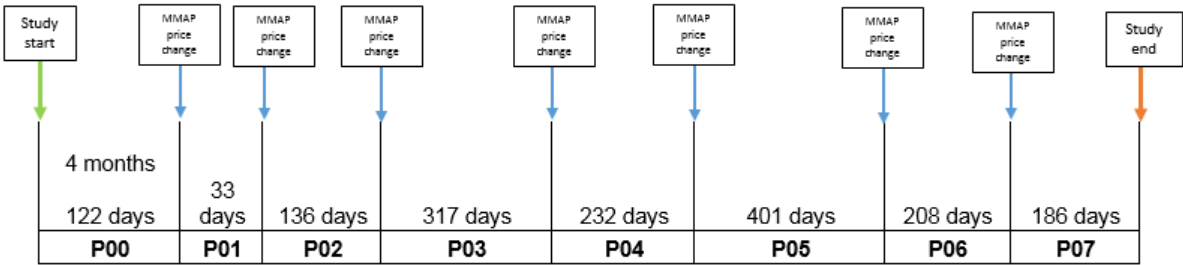 Study
start
MMAP
price
change
MMAP
price
change
MMAP
price
change
MMAP
price
change
MMAP
price
change
MMAP
price
change
MMAP
price
change
Study
end
4 months
122 days
33
days
136 days
317 days
232 days
401 days
208 days
186 days
P00
P01
P02
P03
P04
P05
P06
P07